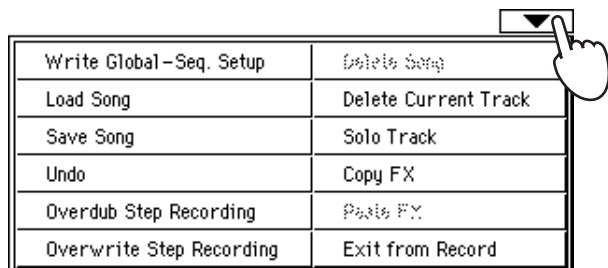 Write Global-Seq. Setup
Delete Song
Load Song
Delete Current Track
Save Song
Solo Track
Undo
Copy FX
Overdub Step Recording
Paste FX
Overwrite Step Recording
Exit from Record